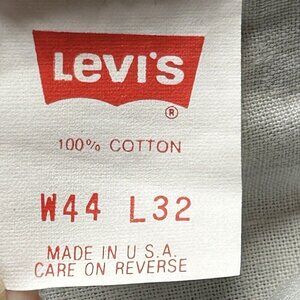 Levi's
®
100% COTTON
W44 L32
MADE IN U.S.A.
CARE ON REVERSE